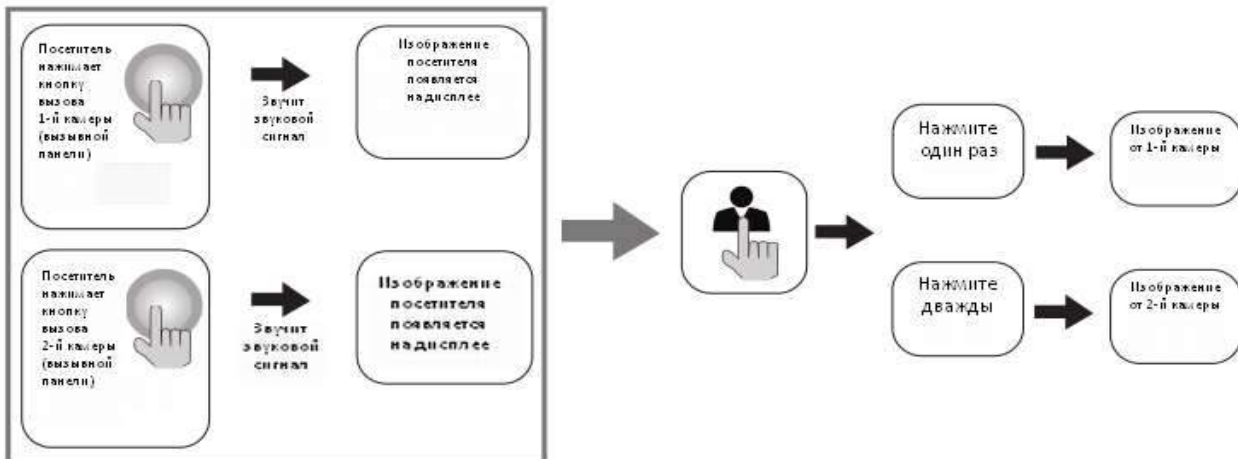 Посетитель
нажимает
кнопку
вызова
1-й камеры
(вызывной
панели)
Звучит
звуковой
сигнал
Изображение
посетителя
появляется
на дисплее
Посетитель
нажимает
кнопку
вызова
2-й камеры
(вызывной
панели)
Звучит
звуковой
сигнал
Изображение
посетителя
появляется
на дисплее
Нажмите
один раз
Изображение
от 1-й камеры
Нажмите
дважды
Изображение
от 2-й камеры